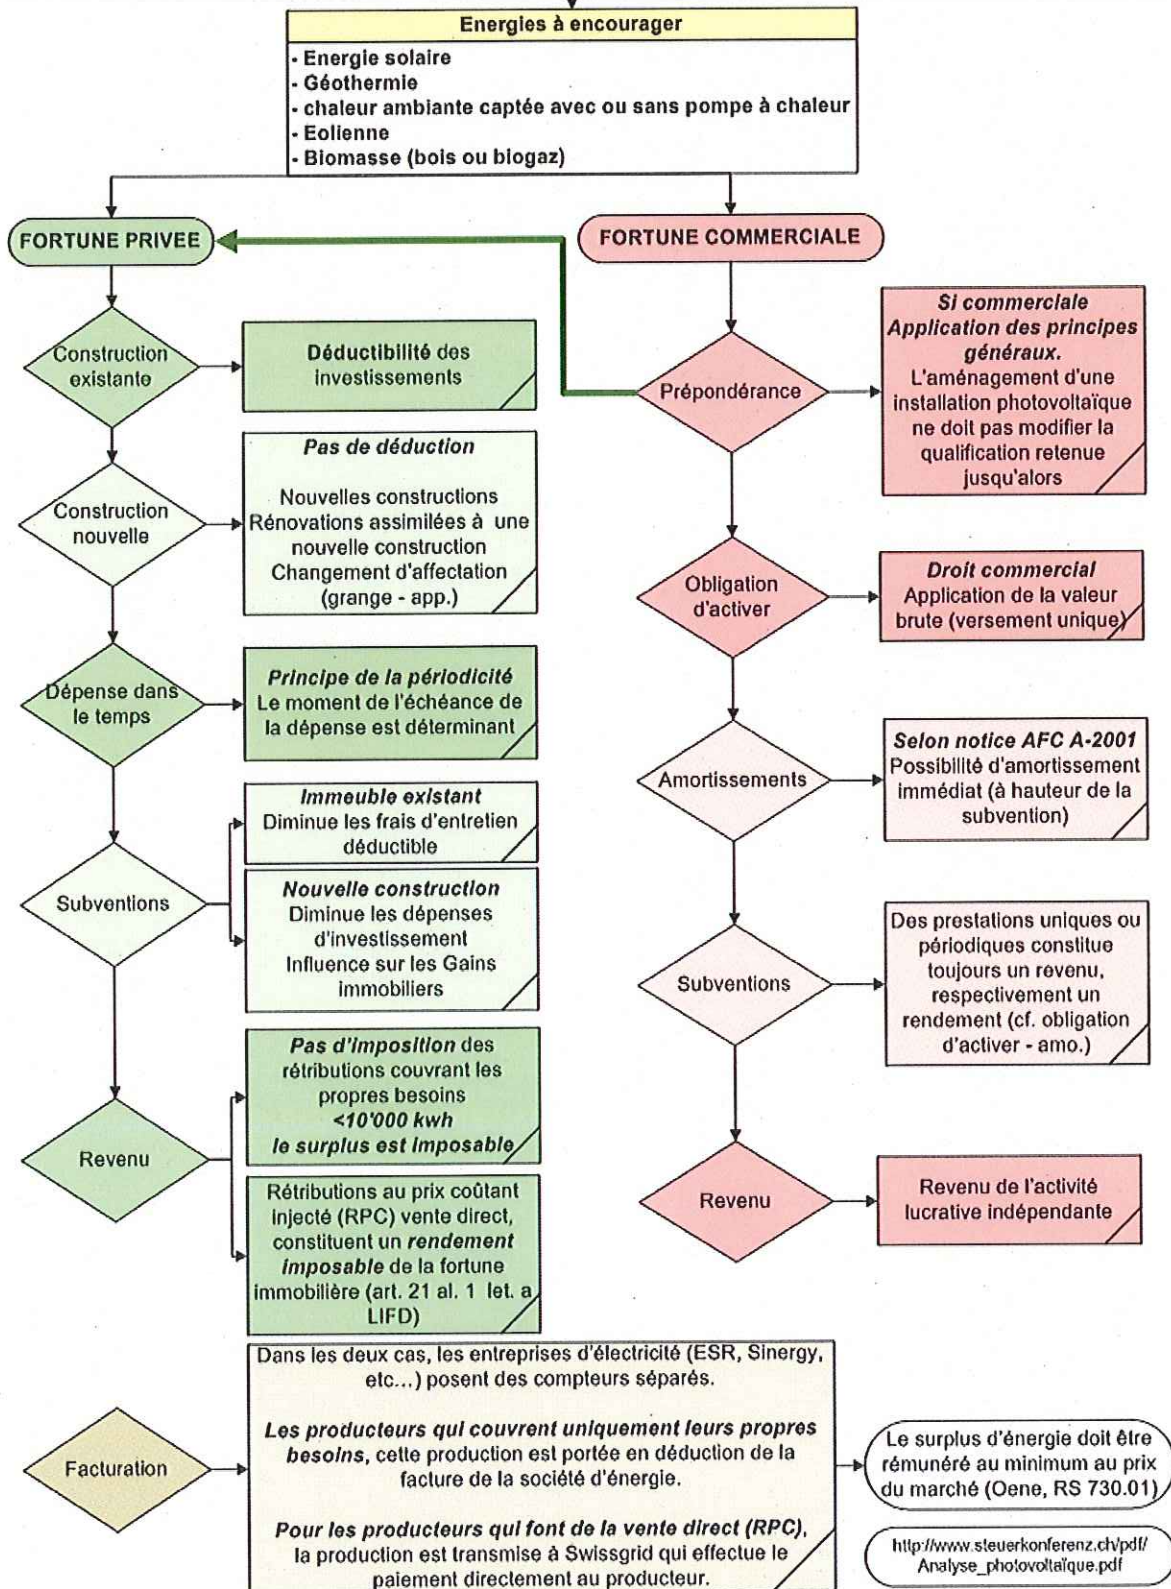 Energies à encourager
- Energie solaire
- Géothermie
- chaleur ambiante captée avec ou sans pompe à chaleur
- Eolienne
- Biomasse (bois ou biogaz)
FORTUNE PRIVEE
FORTUNE COMMERCIALE
Construction
existante
Déductibilité des
investissements
Construction
nouvelle
Pas de déduction
Nouvelles constructions
Rénovations assimilées à une
nouvelle construction
Changement d'affectation
(grange - app.)
Dépense dans
le temps
Principe de la périodicité
Le moment de l'échéance de
la dépense est déterminant
Subventions
Immeuble existant
Diminue les frais d'entretien
déductible
Nouvelle construction
Diminue les dépenses
d'investissement
Influence sur les Gains
immobiliers
Revenu
Pas d'imposition des
rétributions couvrant les
propres besoins
<10'000 kwh
le surplus est imposable
Rétributions au prix coûtant
injecté (RPC) vente direct,
constituent un rendement
imposable de la fortune
immobilière (art. 21 al. 1 let. a
LIFD)
Prépondérance
Si commerciale
Application des principes
généraux.
L'aménagement d'une
installation photovoltaïque
ne doit pas modifier la
qualification retenue
jusqu'alors
Obligation
d'activer
Droit commercial
Application de la valeur
brute (versement unique)
Amortissements
Selon notice AFC A-2001
Possibilité d'amortissement
immédiat (à hauteur de la
subvention)
Subventions
Des prestations uniques ou
périodiques constitue
toujours un revenu,
respectivement un
rendement (cf. obligation
d'activer - amo.)
Revenu
Revenu de l'activité
lucrative indépendante
Facturation
Dans les deux cas, les entreprises d'électricité (ESR, Sinergy,
etc...) posent des compteurs séparés.
Les producteurs qui couvrent uniquement leurs propres
besoins, cette production est portée en déduction de la
facture de la société d'énergie.
Pour les producteurs qui font de la vente direct (RPC),
la production est transmise à Swissgrid qui effectue le
paiement directement au producteur.
Le surplus d'énergie doit être
rémunéré au minimum au prix
du marché (Oene, RS 730.01)
http://www.steuerkonferenz.ch/pdf/
Analyse_photovoltaïque.pdf